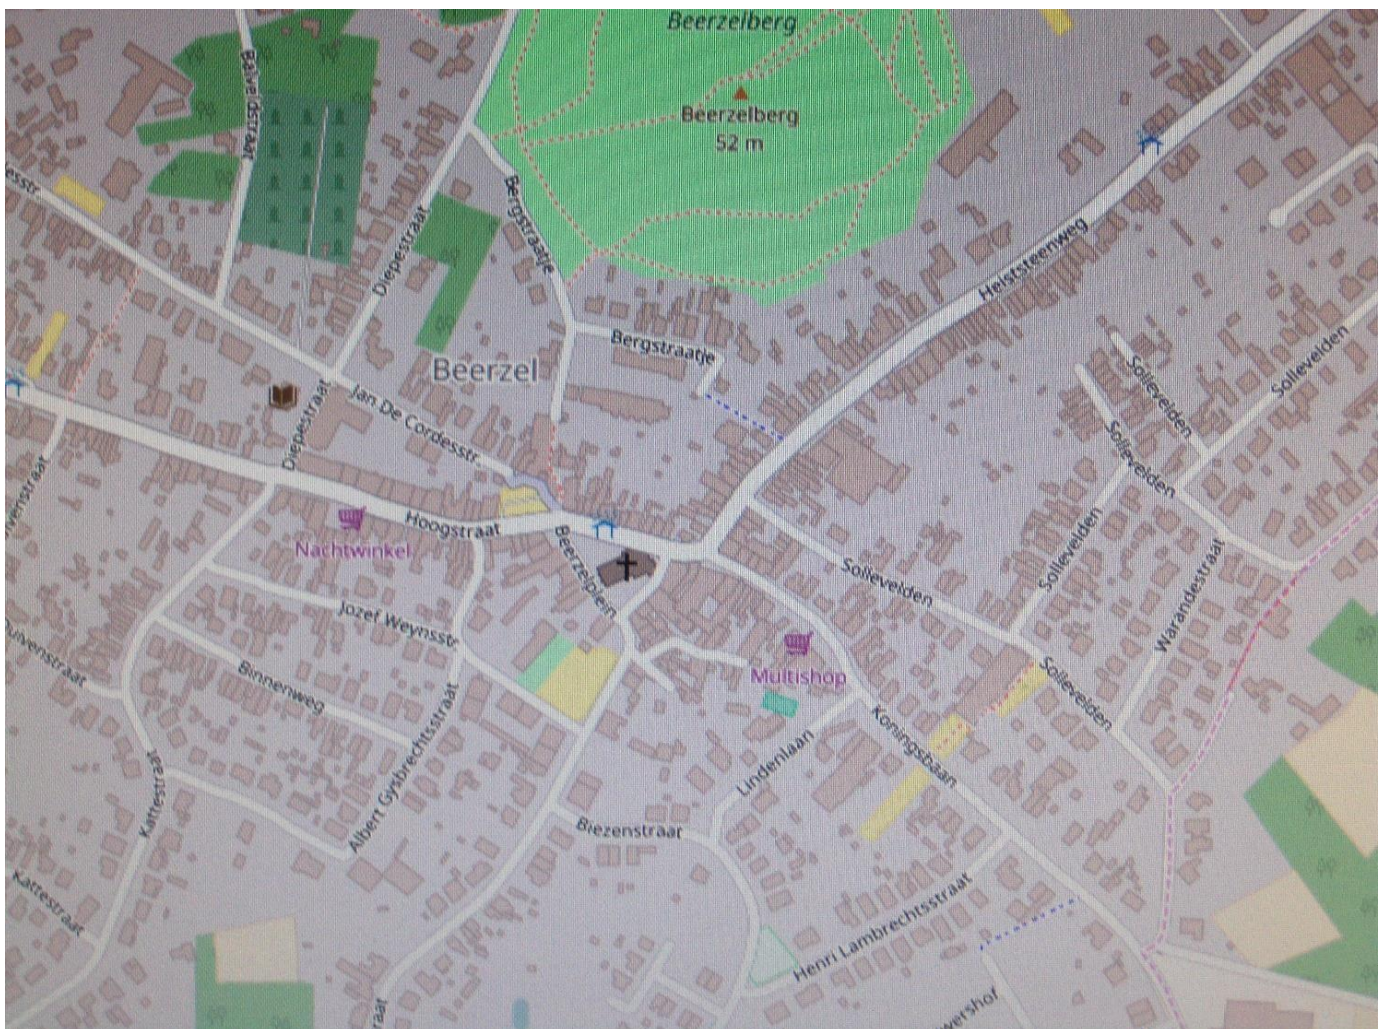 Beerzelberg
Balveldstraat
Beerzelberg
52 m
Bergstraatje
Diepestraat
Heiststeenweg
Bergstraatje
Sollevelden
Sollevelden
Beerzel
Diepestraat
Jan De Cordesstr.
Sollevelden
Hoogstraat
Nachtwinkel
Beerzelplein
Sollevelden
Sollevelden
Warandestraat
Jozef Weynsstr.
Duivenstraat
Binnenweg
Multishop
Sollevelden
Koningsbaan
Lindenlaan
Albert Gysbrechtsstraat
Kattestraat
Biezenstraat
Kattestraat
Henri Lambrechtsstraat